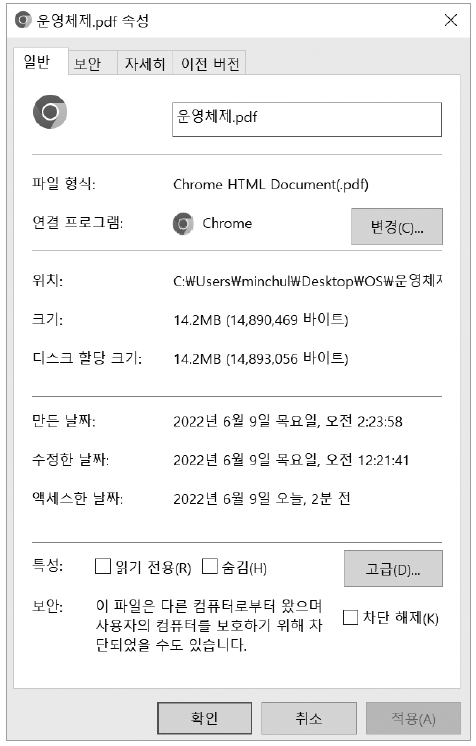 운영체제.pdf 속성
일반 보안 자세히 이전 버전
운영체제.pdf
파일 형식: Chrome HTML Document(.pdf)
연결 프로그램: Chrome 변경(C)...
위치: C:₩Users₩minchul₩Desktop₩OS₩운영체제
크기: 14.2MB (14,890,469 바이트)
디스크 할당 크기: 14.2MB (14,893,056 바이트)
만든 날짜: 2022년 6월 9일 목요일, 오전 2:23:58
수정한 날짜: 2022년 6월 9일 목요일, 오전 12:21:41
액세스한 날짜: 2022년 6월 9일 오늘, 2분 전
특성: 읽기 전용(R) 숨김(H) 고급(D)...
보안: 이 파일은 다른 컴퓨터로부터 왔으며
사용자의 컴퓨터를 보호하기 위해 차 차단 해제(K)
단되었을 수도 있습니다.
확인 취소 적용(A)